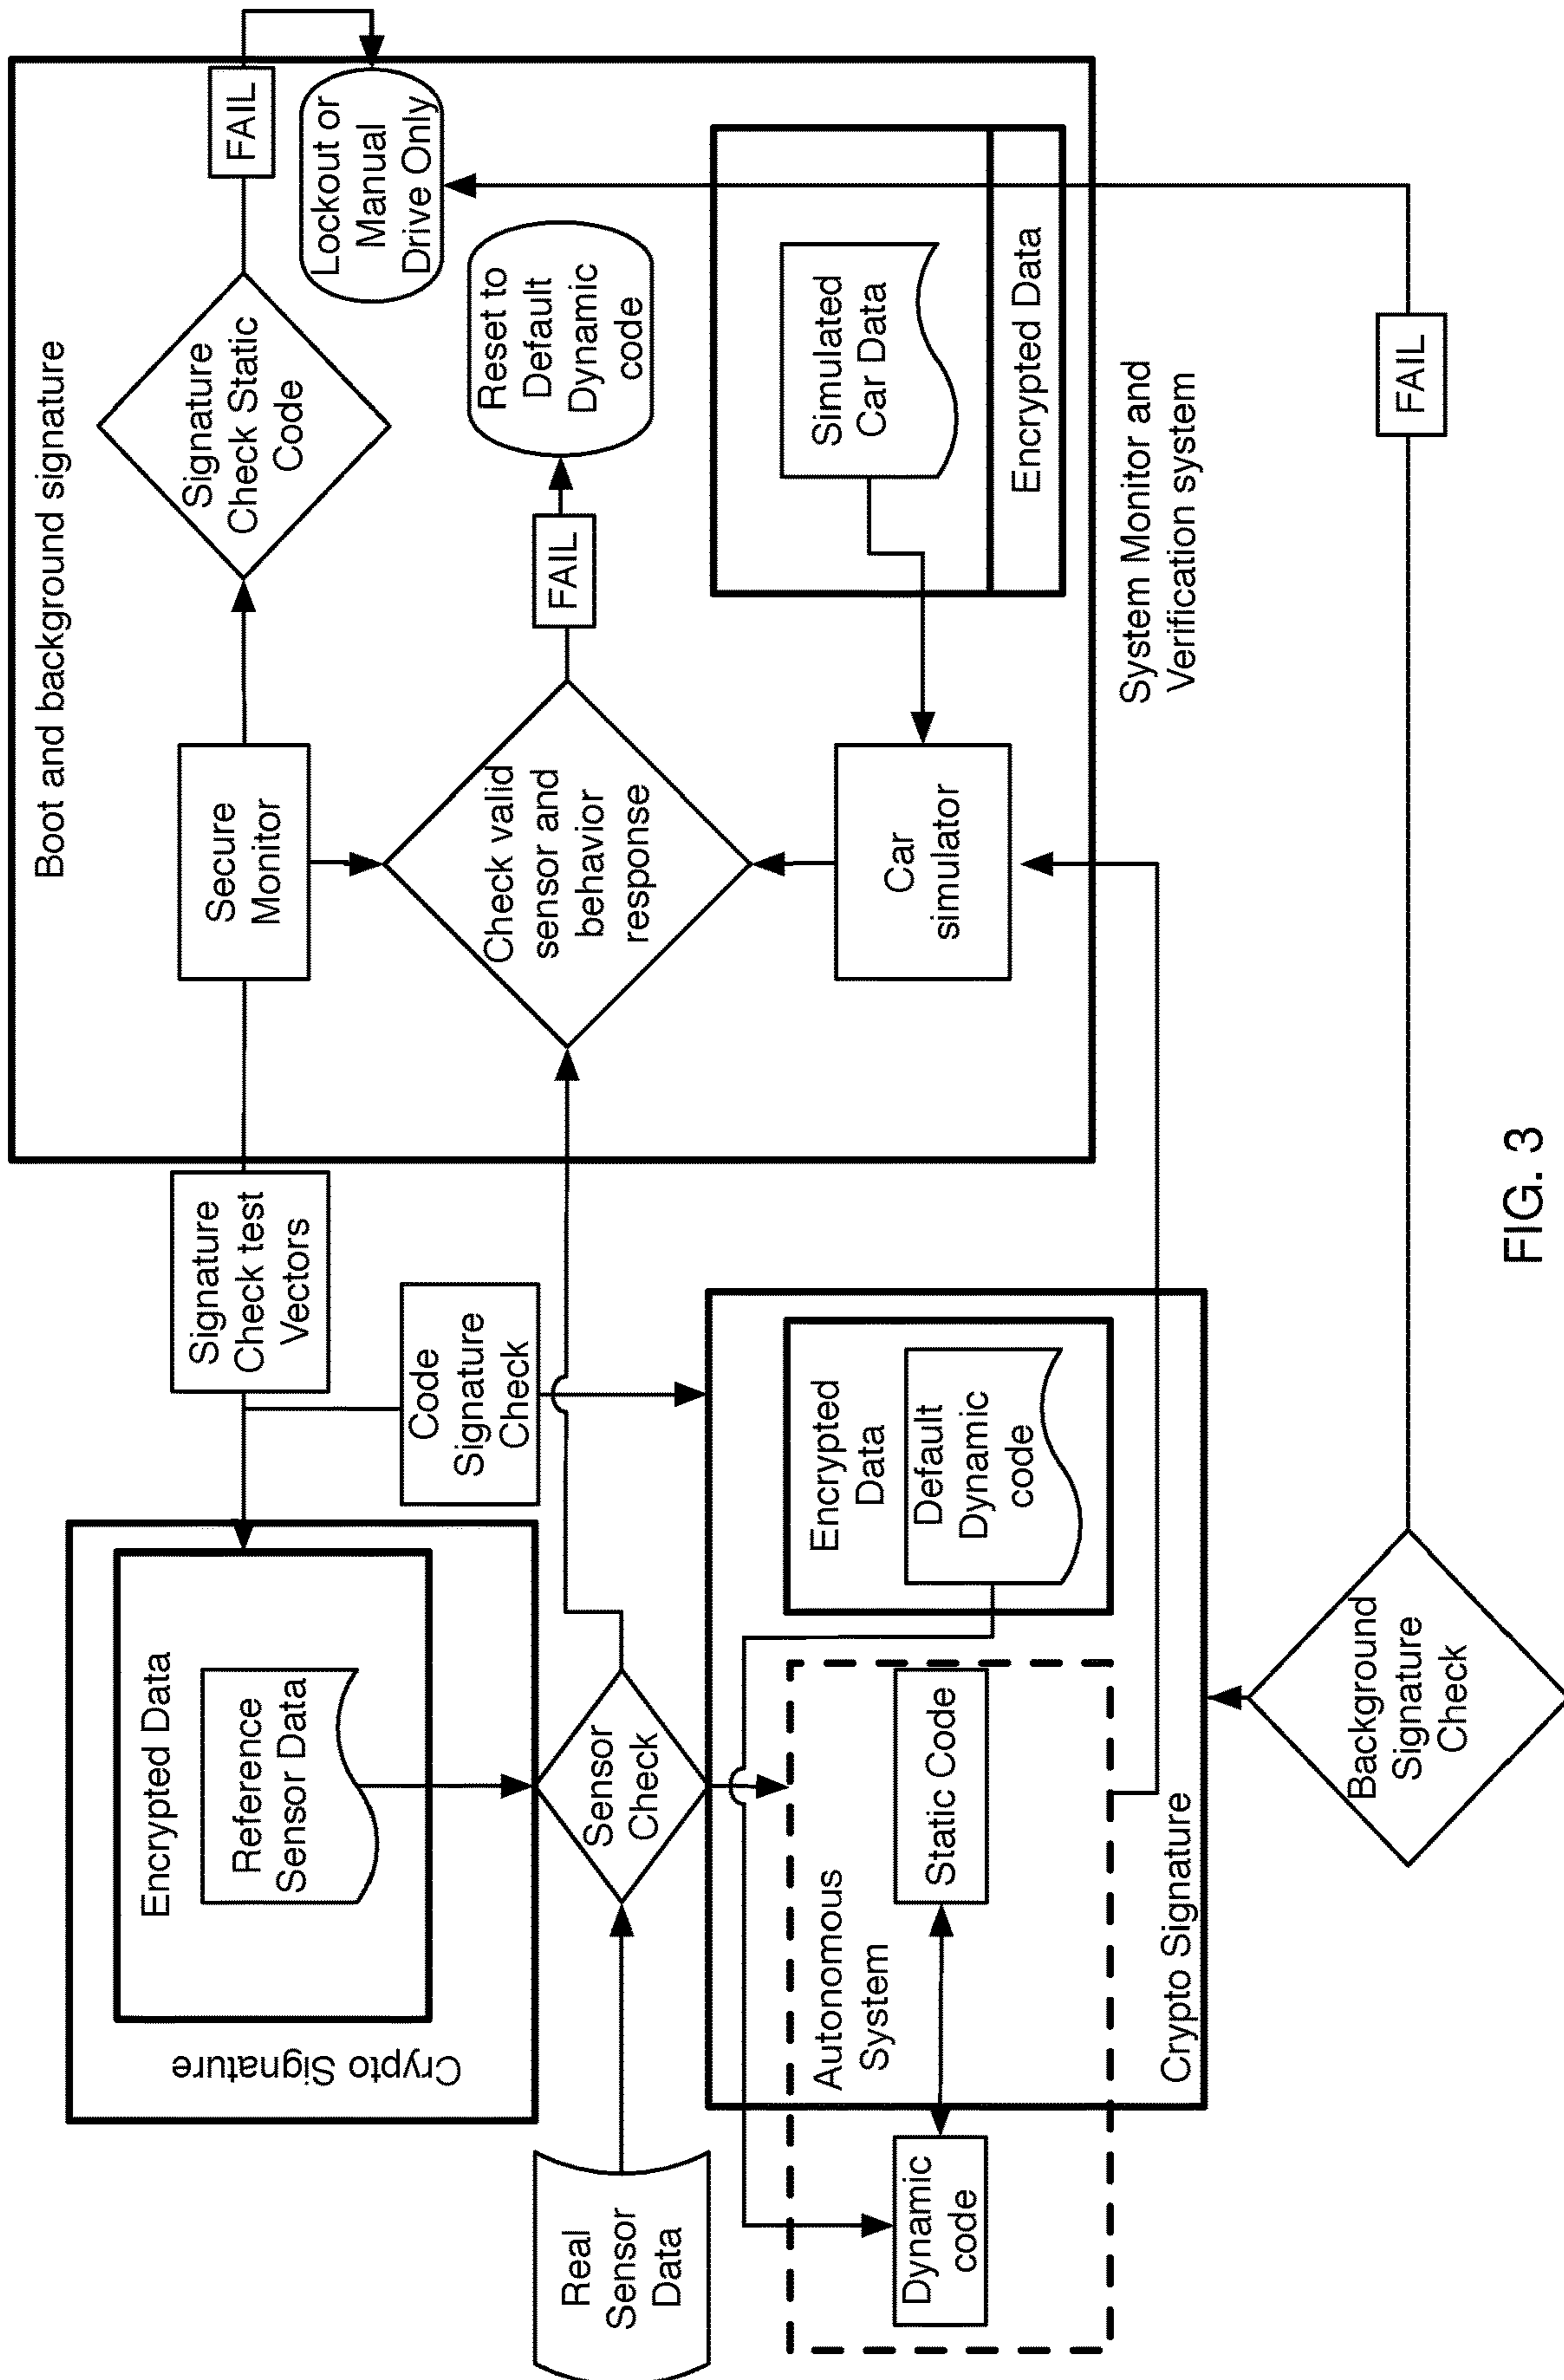 Boot and background signature
Signature
Check Static
Code
FAIL
Lockout or
Manual
Drive Only
Secure
Monitor
Signature
Check test
Vectors
Code
Signature
Check
Check valid
sensor and
behavior
response
FAIL
Reset to
Default
Dynamic
code
Simulated
Car Data
Encrypted Data
Car
simulator
System Monitor and
Verification system
Encrypted Data
Reference
Sensor Data
Crypto Signature
Real
Sensor
Data
Sensor
Check
Encrypted
Data
Default
Dynamic
code
Autonomous
System
Static Code
Dynamic
code
Crypto Signature
Background
Signature
Check
FAIL
FIG. 3